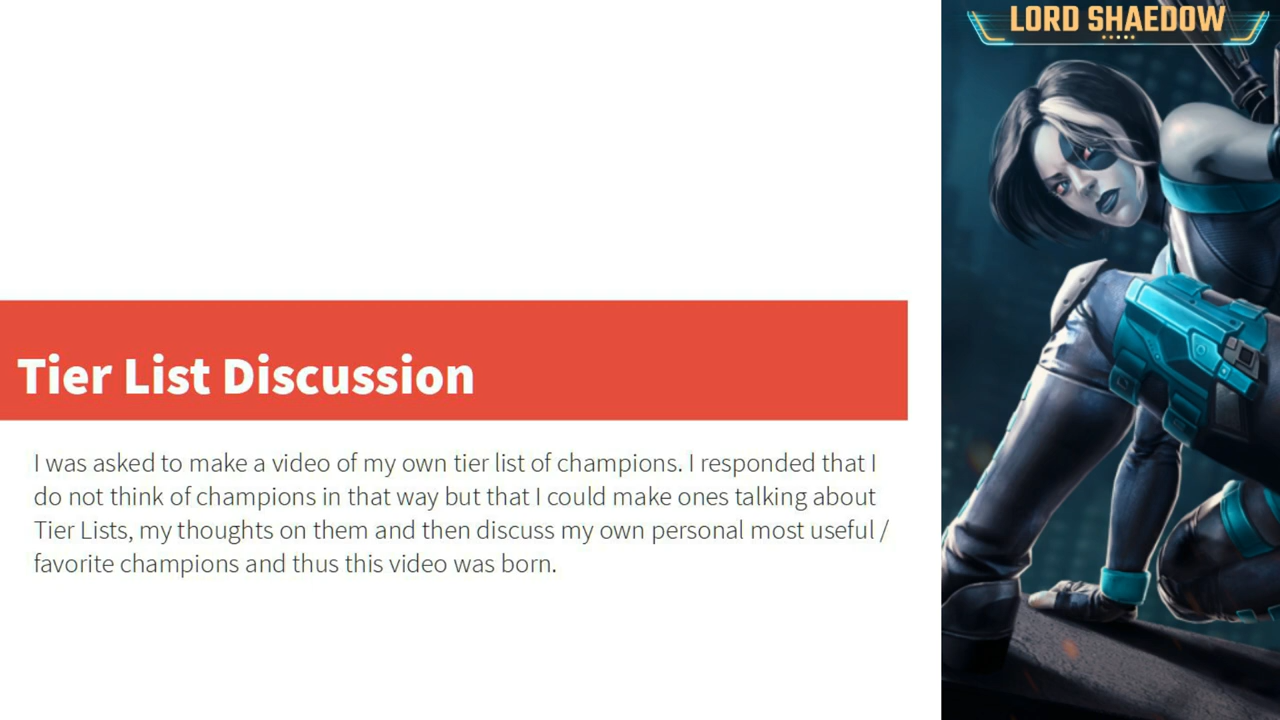 LORD SHAEDOW
Tier List Discussion
I was asked to make a video of my own tier list of champions. I responded that I
do not think of champions in that way but that I could make ones talking about
Tier Lists, my thoughts on them and then discuss my own personal most useful /
favorite champions and thus this video was born.